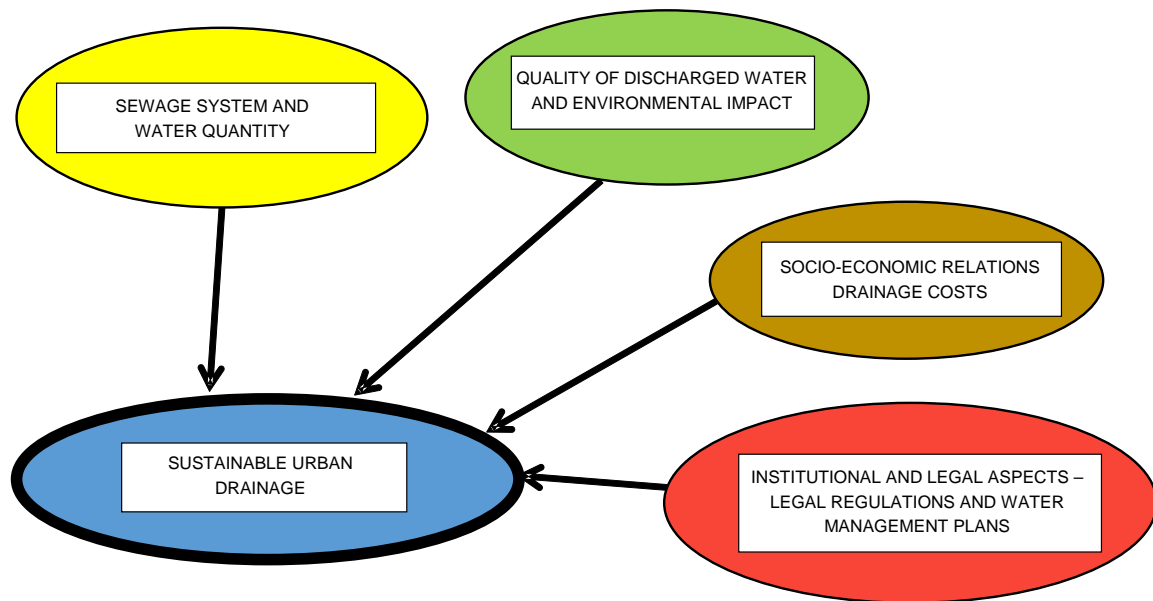 SEWAGE SYSTEM AND
WATER QUANTITY
QUALITY OF DISCHARGED WATER
AND ENVIRONMENTAL IMPACT
SOCIO-ECONOMIC RELATIONS
DRAINAGE COSTS
SUSTAINABLE URBAN
DRAINAGE
INSTITUTIONAL AND LEGAL ASPECTS –
LEGAL REGULATIONS AND WATER
MANAGEMENT PLANS